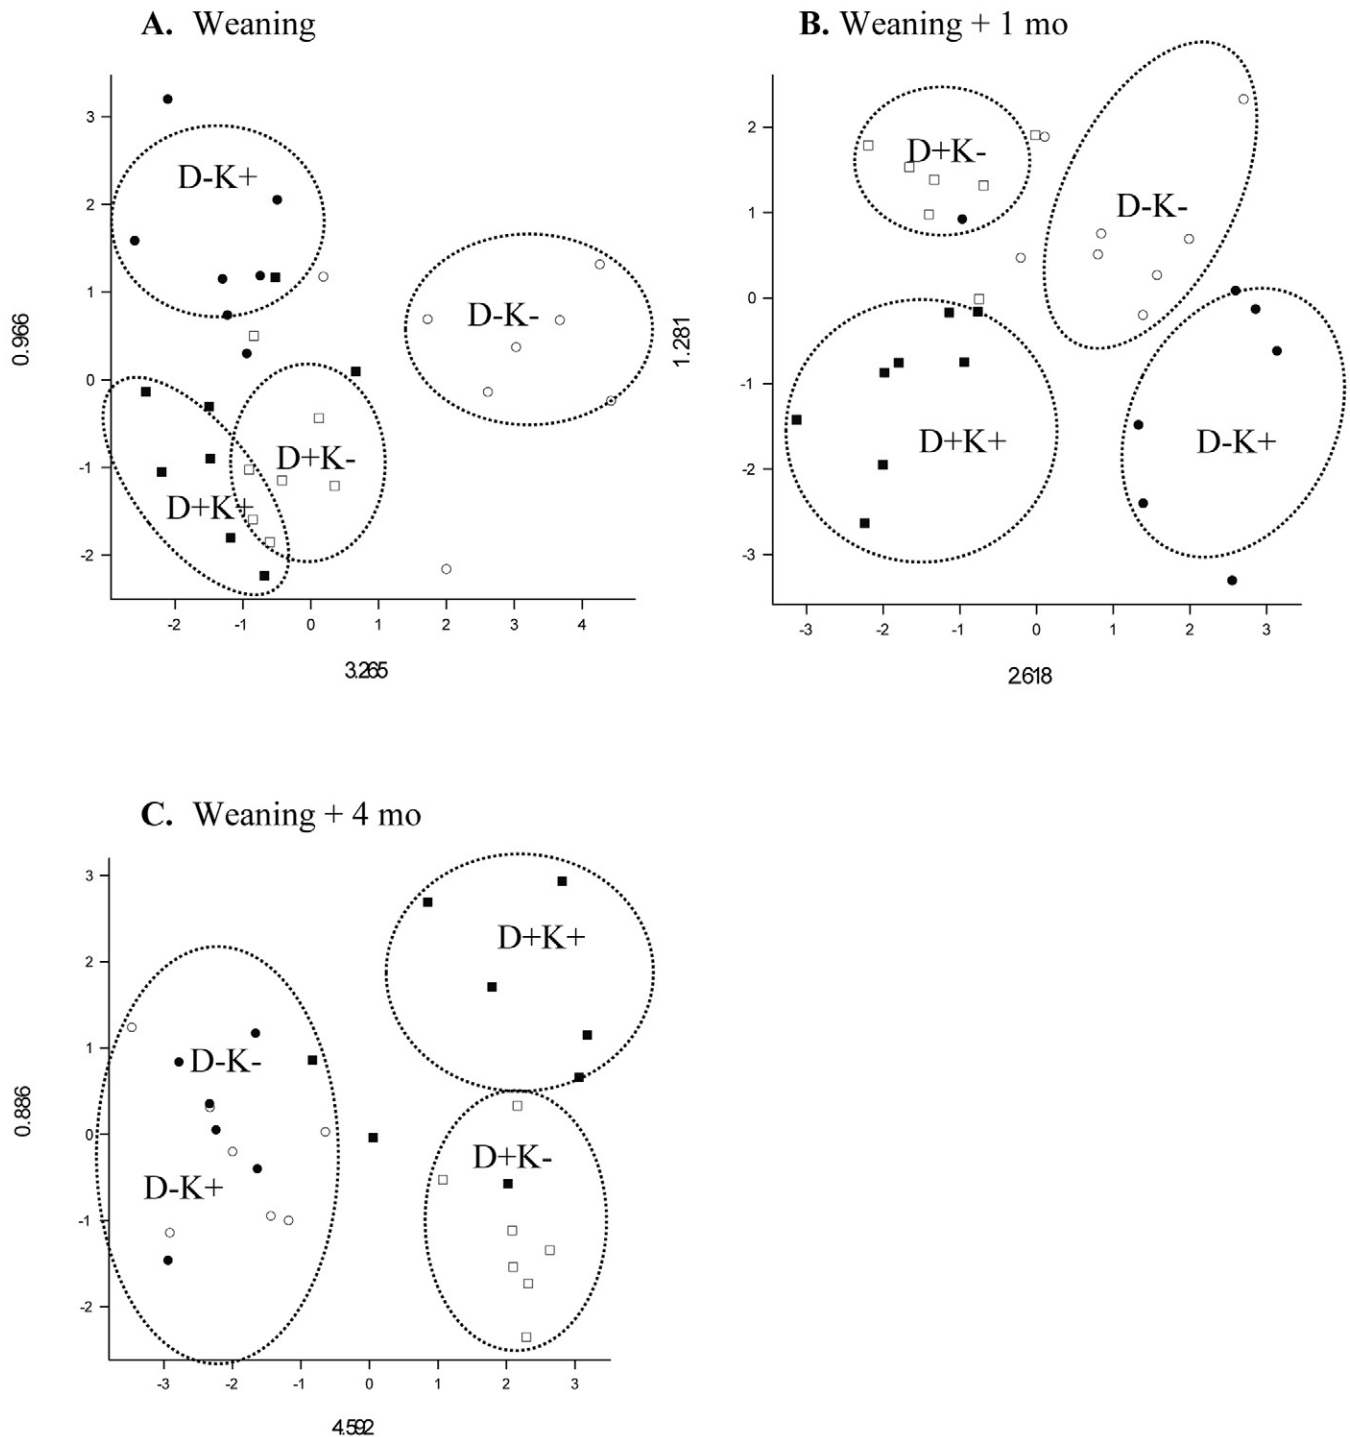 A. Weaning
3
2
1
0
-1
-2
0.966
D-K+
D-K-
D+K-
D+K+
-2 -1 0 1 2 3 4
3.265
B. Weaning + 1 mo
2
1
0
-1
-2
-3
1.281
D+K-
D-K-
D+K+
D-K+
-3 -2 -1 0 1 2 3
2.618
C. Weaning + 4 mo
3
2
1
0
-1
-2
0.886
D+K+
D-K-
D+K-
D-K+
-3 -2 -1 0 1 2 3
4.592